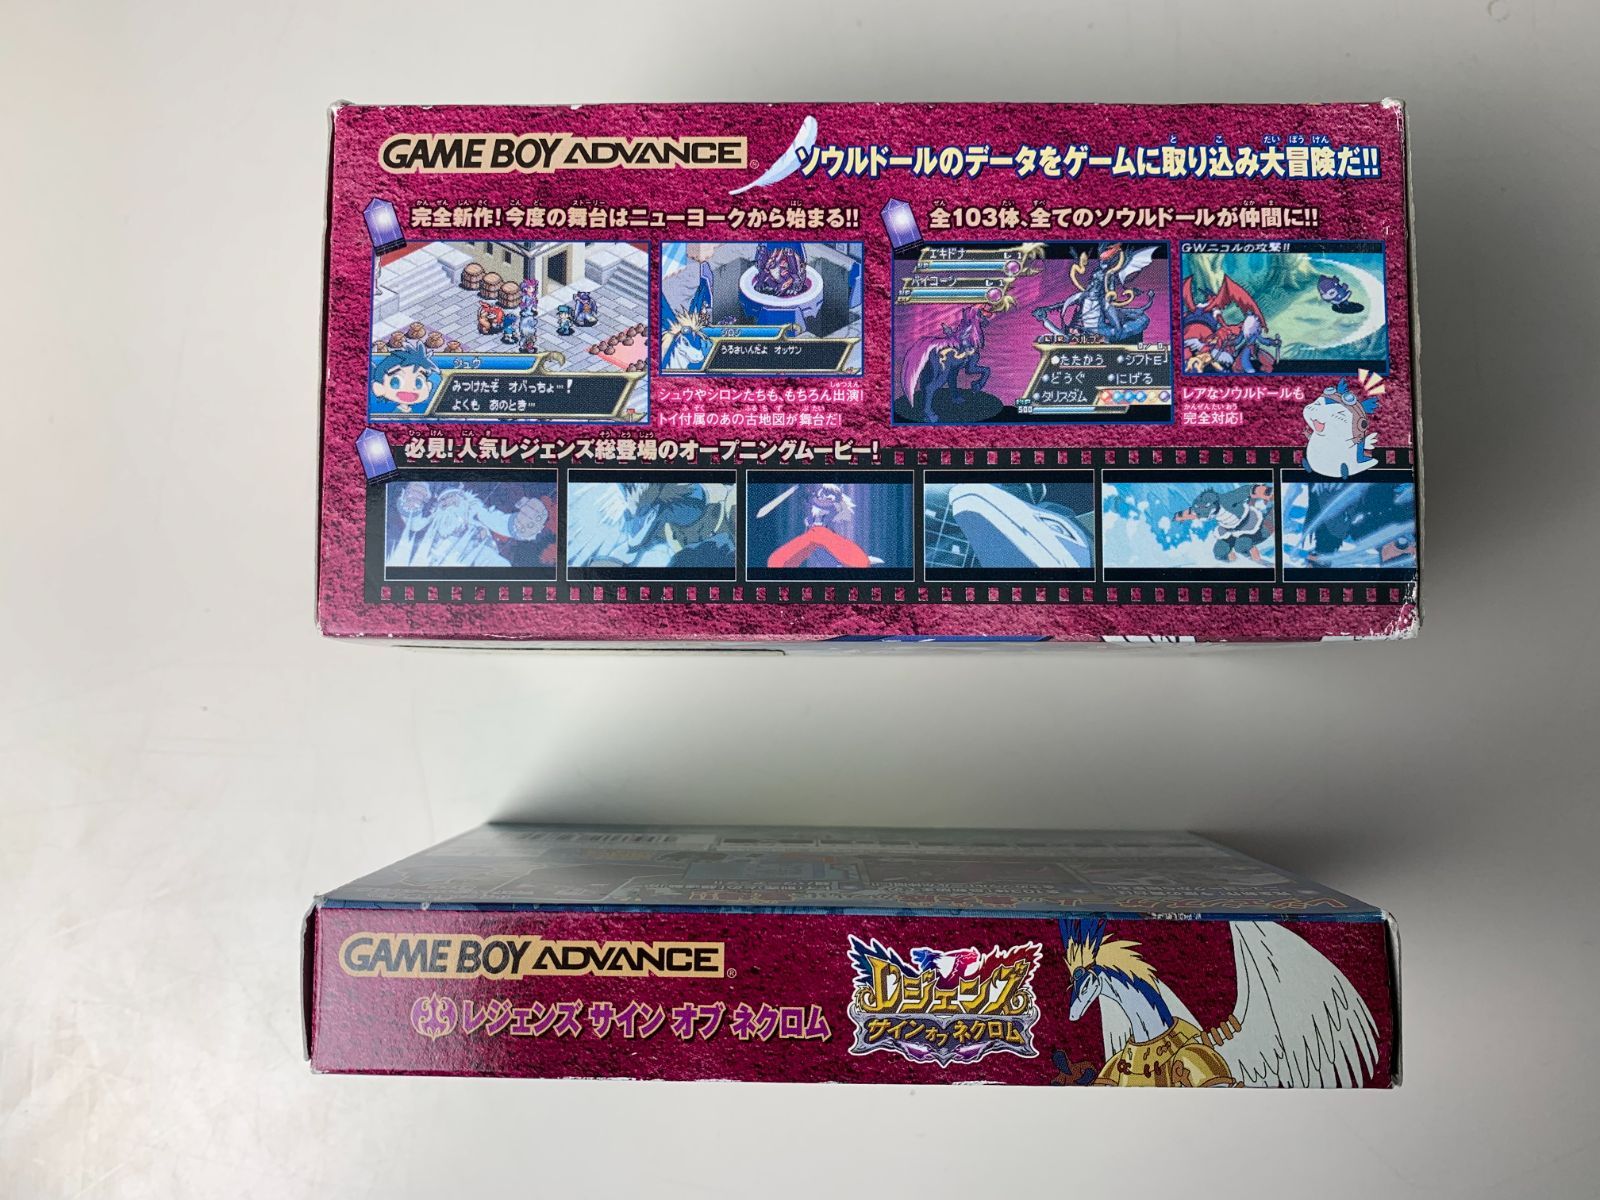 GAME BOY ADVANCE®
ソウルドールのデータをゲームに取り込み大冒険だ!!
完全新作!今度の舞台はニューヨークから始まる!!
全103体、全てのソウルドールが仲間に!!
シュウ
みつけたぞ オバっちょ…!
よくも あのとき…
シロン
うるさいんだよ オッサン
シュウやシロンたちも、もちろん出演!
トイ付属のあの古地図が舞台だ!
エキドナ
バイコーン
たたかう
シフトE
どうぐ
にげる
タリスダム
500
GWニコルの攻撃!!
レアなソウルドールも
完全対応!
必見!人気レジェンズ総登場のオープニングムービー!
GAME BOY ADVANCE®
レジェンズ サイン オブ ネクロム
レジェンズ
サイン オブ ネクロム